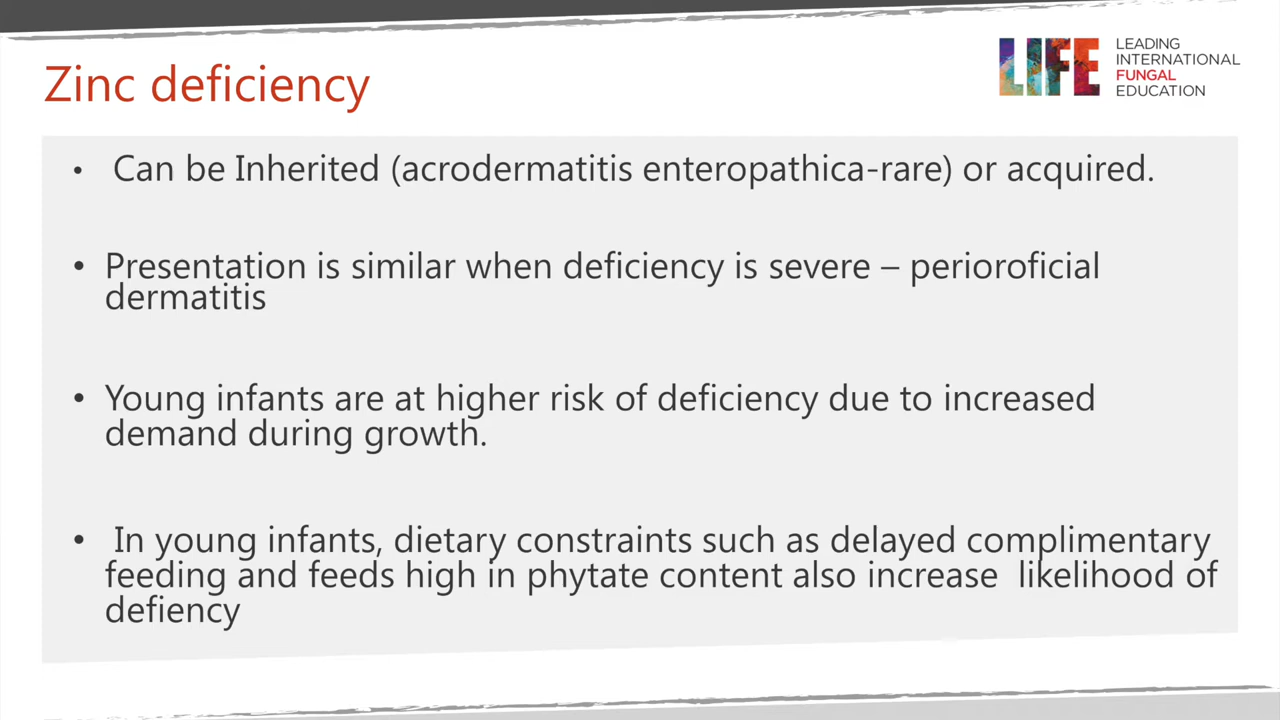 Zinc deficiency
LIFE
LEADING
INTERNATIONAL
FUNGAL
EDUCATION
• Can be Inherited (acrodermatitis enteropathica-rare) or acquired.
• Presentation is similar when deficiency is severe – perioroficial
dermatitis
• Young infants are at higher risk of deficiency due to increased
demand during growth.
• In young infants, dietary constraints such as delayed complimentary
feeding and feeds high in phytate content also increase likelihood of
defiency